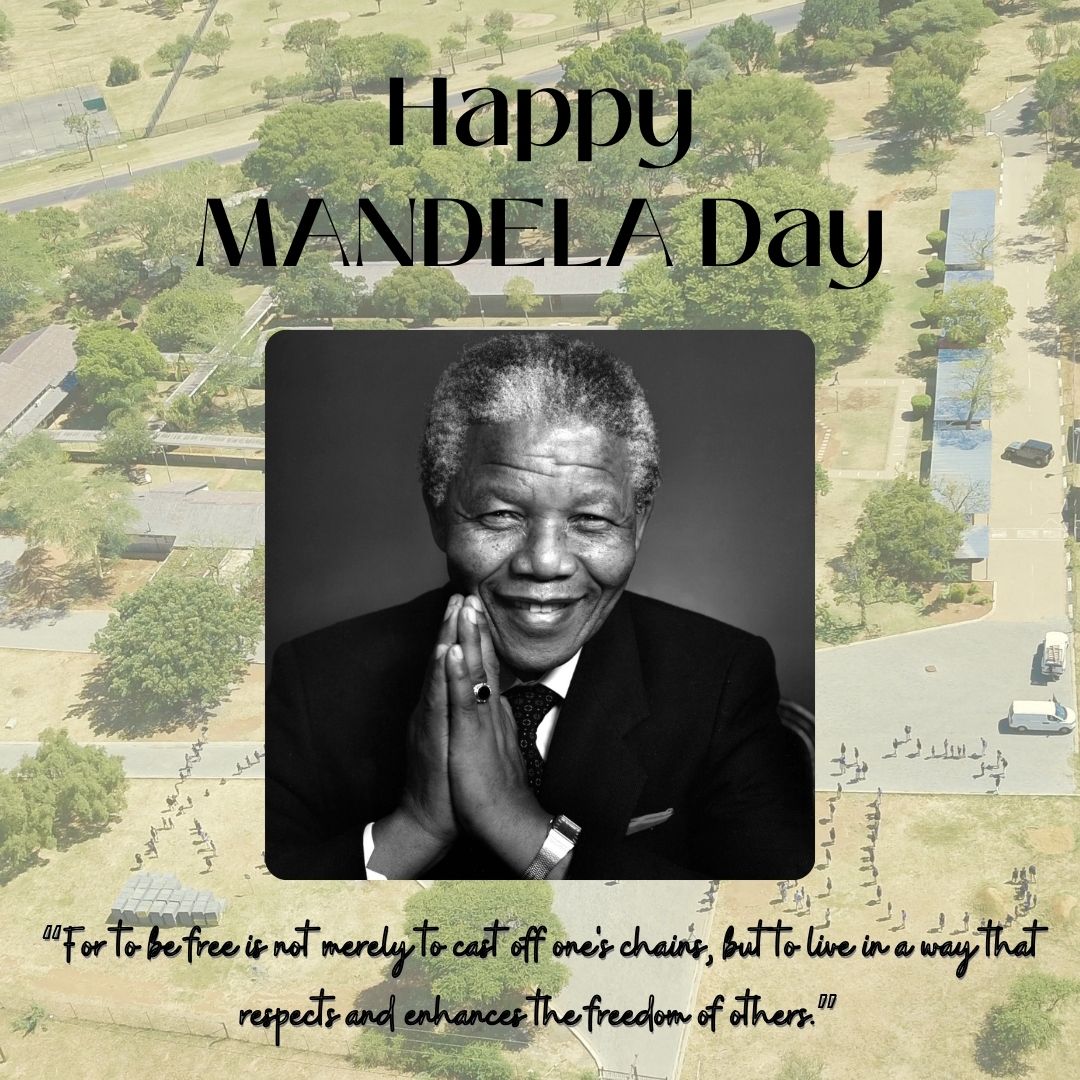 Happy
MANDELA Day
"For to be free is not merely to cast off one's chains, but to live in a way that
respects and enhances the freedom of others."